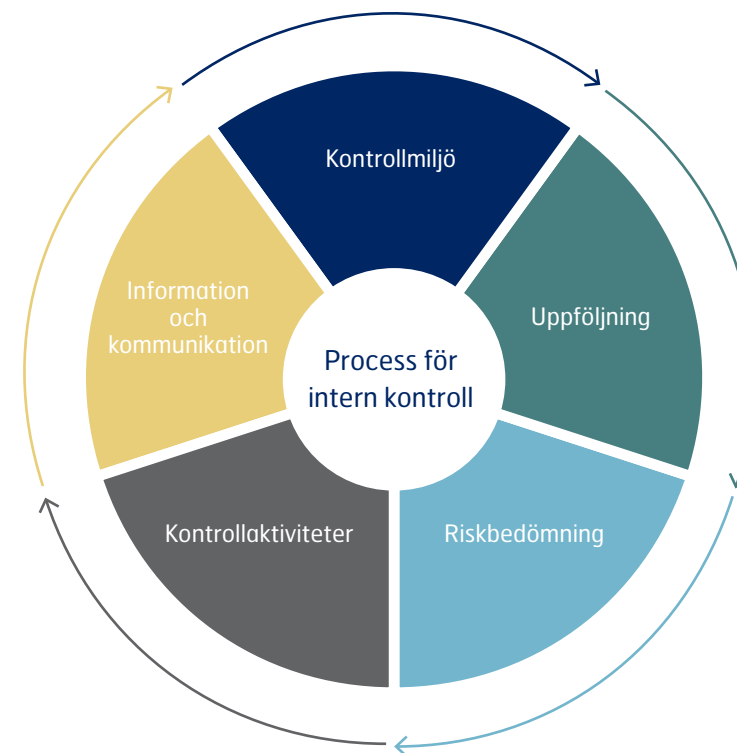 Kontrollmiljö
Uppföljning
Riskbedömning
Kontrollaktiviteter
Information
och
kommunikation
Process för
intern kontroll